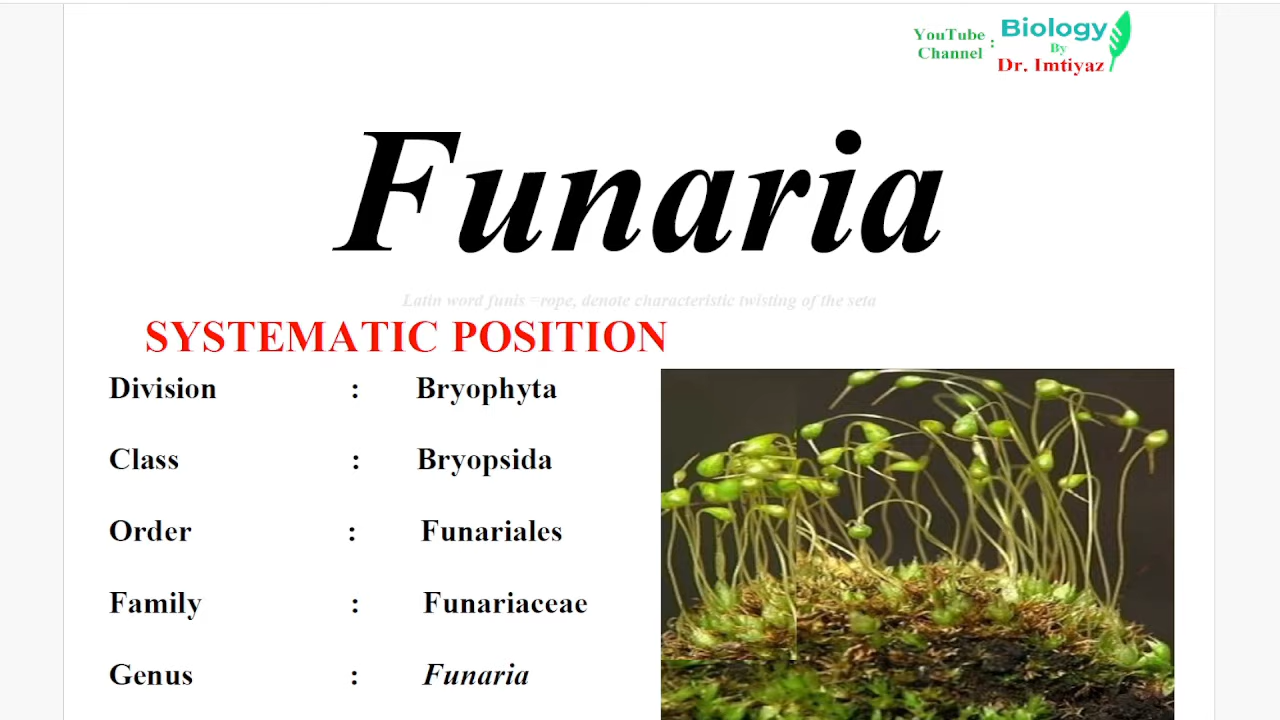 YouTube Channel : Biology By Dr. Imtiyaz
Funaria
Latin word funis =rope, denote characteristic twisting of the seta
SYSTEMATIC POSITION
Division : Bryophyta
Class : Bryopsida
Order : Funariales
Family : Funariaceae
Genus : Funaria